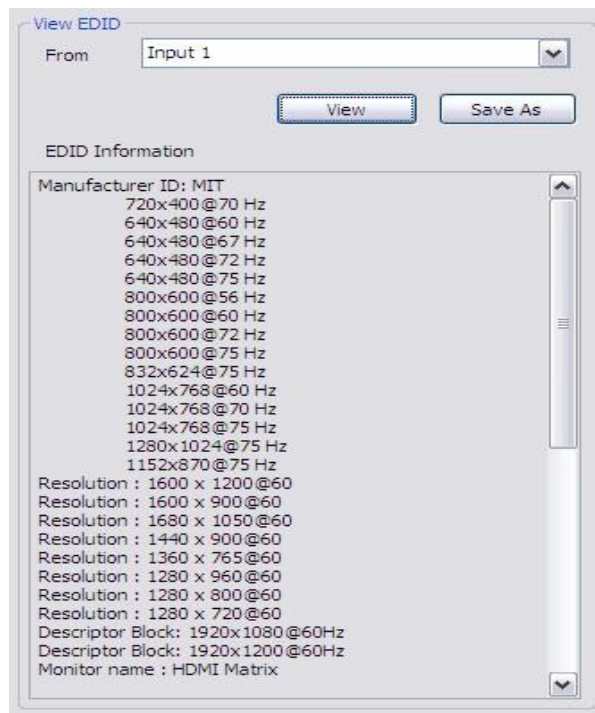 View EDID
From Input 1
View Save As
EDID Information
Manufacturer ID: MIT
720x400@70 Hz
640x480@60 Hz
640x480@67 Hz
640x480@72 Hz
640x480@75 Hz
800x600@56 Hz
800x600@60 Hz
800x600@72 Hz
800x600@75 Hz
832x624@75 Hz
1024x768@60 Hz
1024x768@70 Hz
1024x768@75 Hz
1280x1024@75 Hz
1152x870@75 Hz
Resolution : 1600 x 1200@60
Resolution : 1600 x 900@60
Resolution : 1680 x 1050@60
Resolution : 1440 x 900@60
Resolution : 1360 x 765@60
Resolution : 1280 x 960@60
Resolution : 1280 x 800@60
Resolution : 1280 x 720@60
Descriptor Block: 1920x1080@60Hz
Descriptor Block: 1920x1200@60Hz
Monitor name : HDMI Matrix